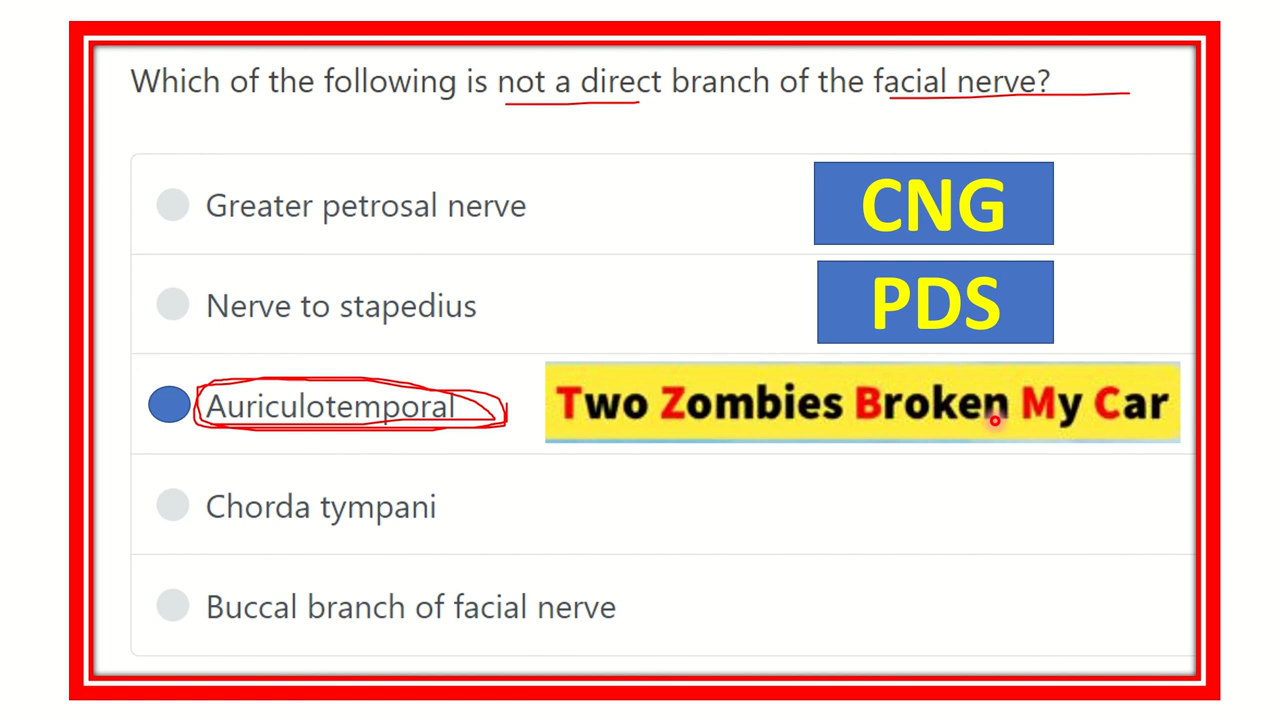 Which of the following is not a direct branch of the facial nerve?
Greater petrosal nerve
CNG
Nerve to stapedius
PDS
Auriculotemporal
Two Zombies Broken My Car
Chorda tympani
Buccal branch of facial nerve